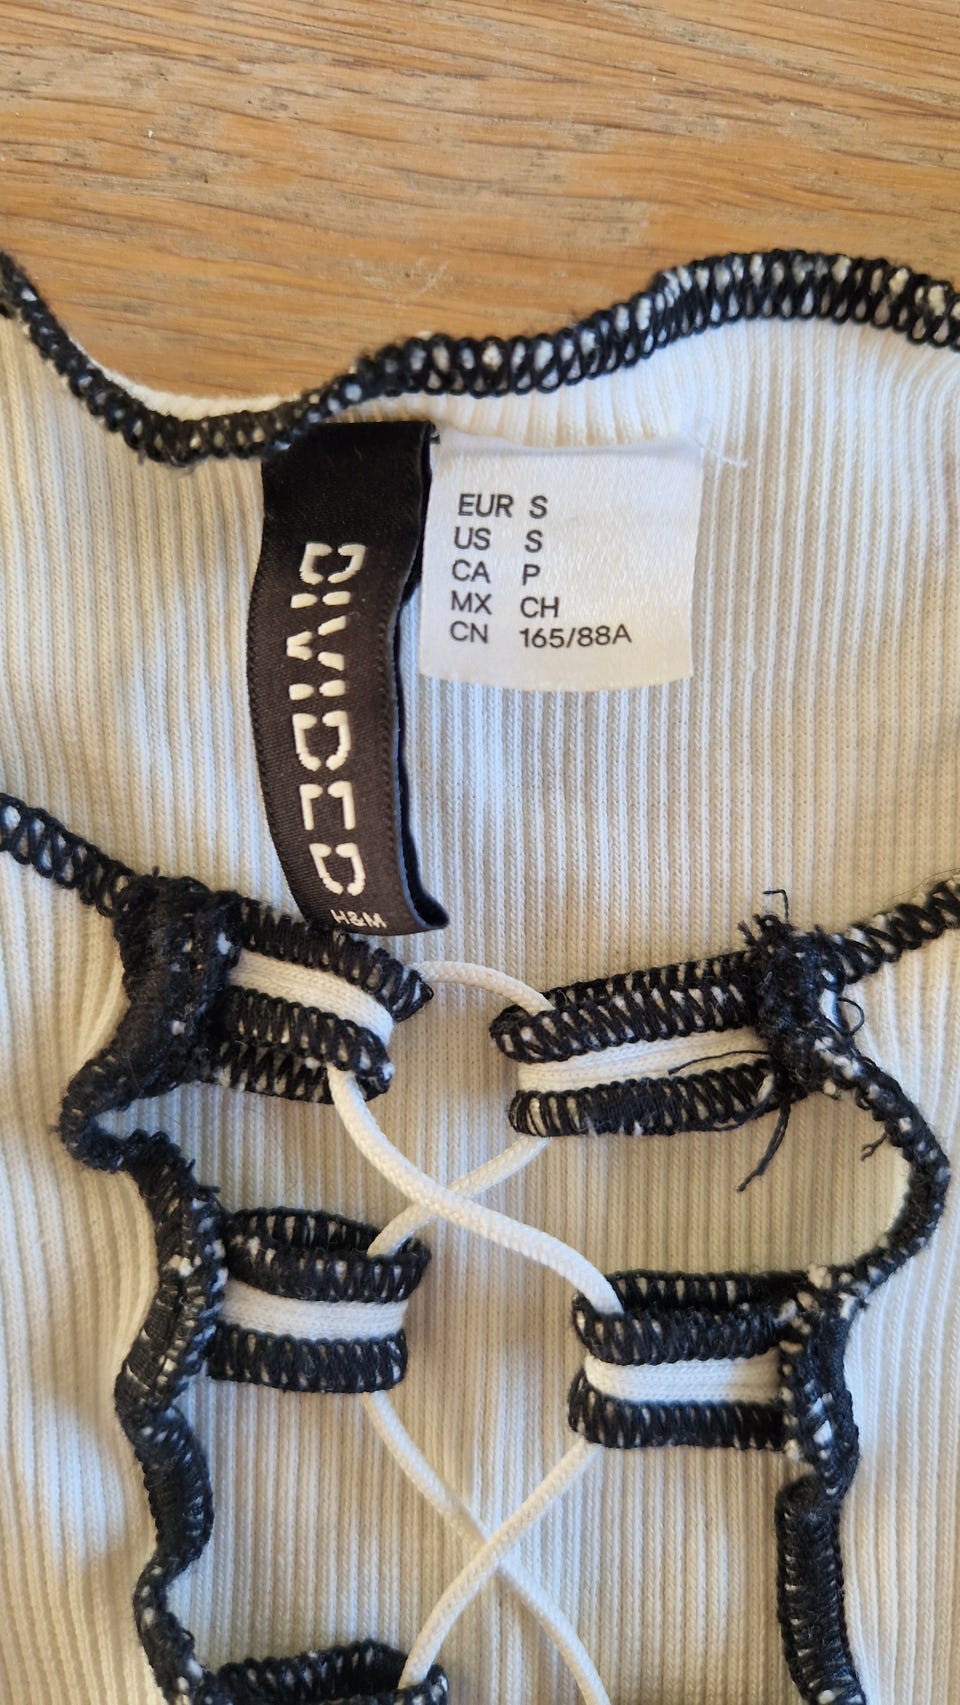 DIVIDED
H&M
EUR S
US S
CA P
MX CH
CN 165/88A